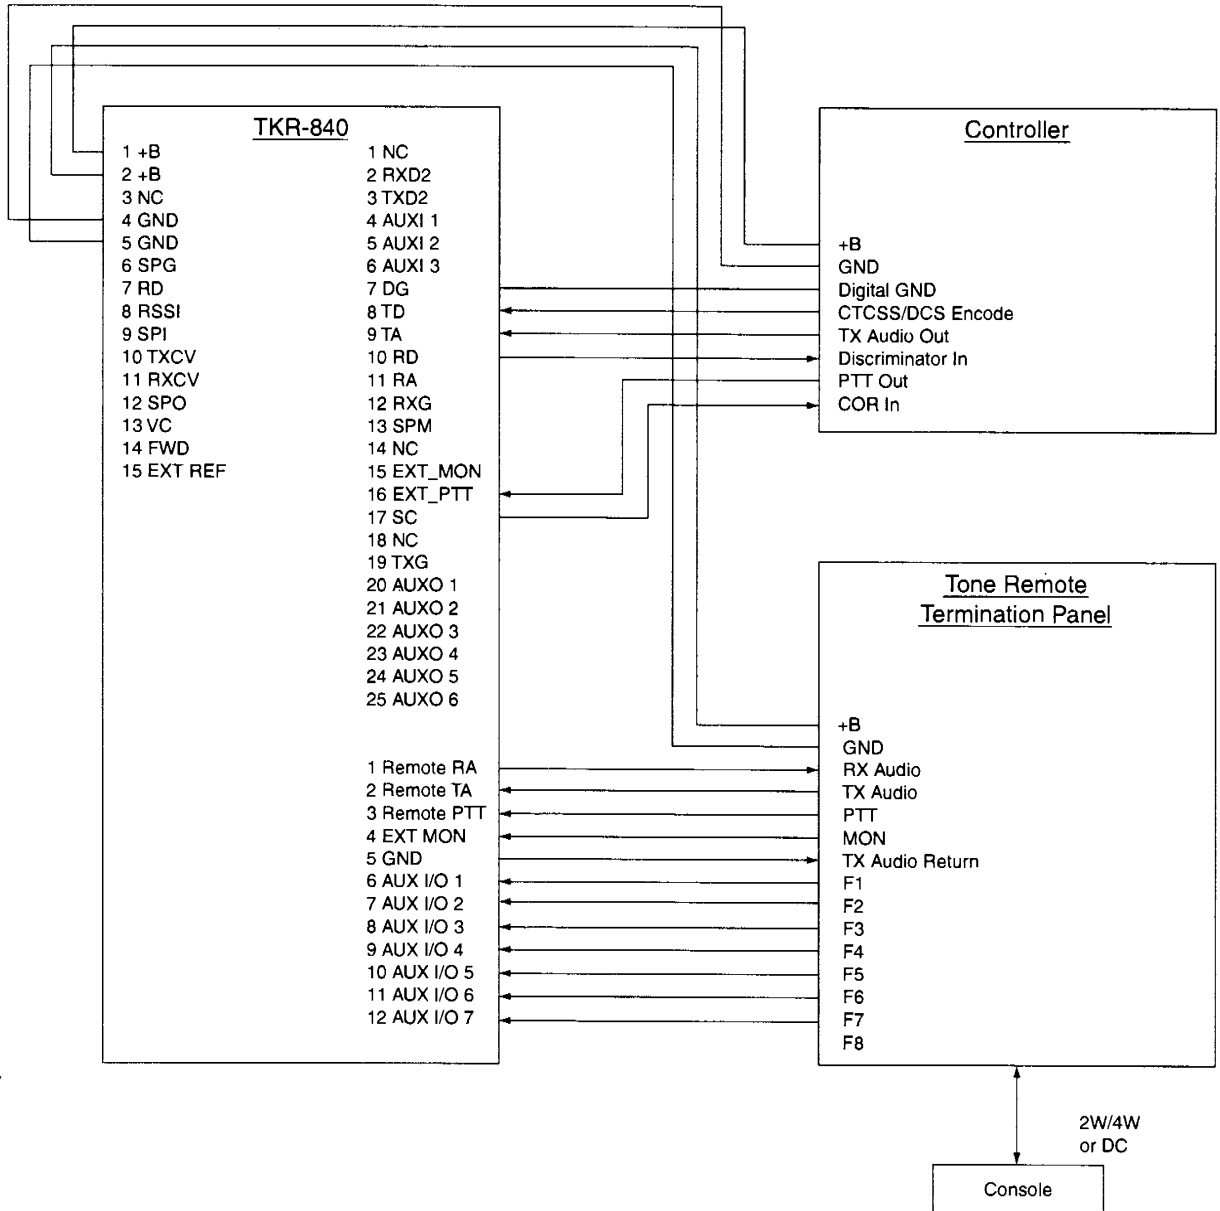 TKR-840
1 +B
2 +B
3 NC
4 GND
5 GND
6 SPG
7 RD
8 RSSI
9 SPI
10 TXCV
11 RXCV
12 SPO
13 VC
14 FWD
15 EXT REF
1 NC
2 RXD2
3 TXD2
4 AUXI 1
5 AUXI 2
6 AUXI 3
7 DG
8 TD
9 TA
10 RD
11 RA
12 RXG
13 SPM
14 NC
15 EXT_MON
16 EXT_PTT
17 SC
18 NC
19 TXG
20 AUXO 1
21 AUXO 2
22 AUXO 3
23 AUXO 4
24 AUXO 5
25 AUXO 6
1 Remote RA
2 Remote TA
3 Remote PTT
4 EXT MON
5 GND
6 AUX I/O 1
7 AUX I/O 2
8 AUX I/O 3
9 AUX I/O 4
10 AUX I/O 5
11 AUX I/O 6
12 AUX I/O 7
Controller
+B
GND
Digital GND
CTCSS/DCS Encode
TX Audio Out
Discriminator In
PTT Out
COR In
Tone Remote
Termination Panel
+B
GND
RX Audio
TX Audio
PTT
MON
TX Audio Return
F1
F2
F3
F4
F5
F6
F7
F8
2W/4W
or DC
Console